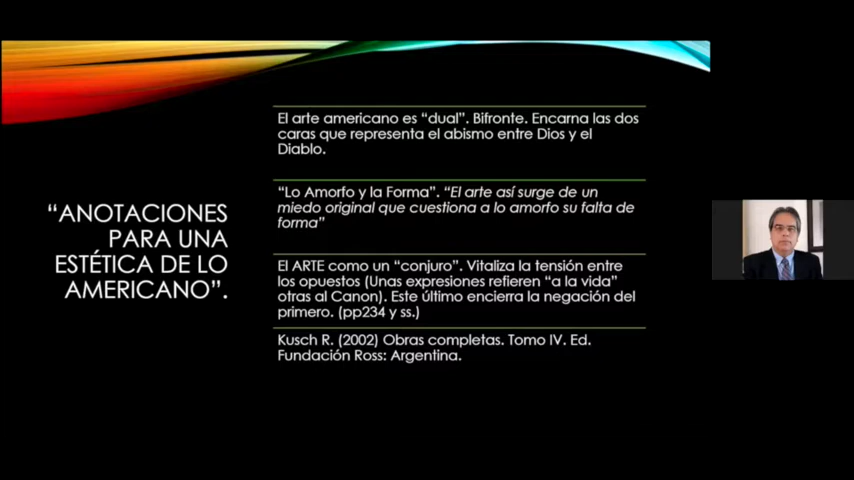 “ANOTACIONES
PARA UNA
ESTÉTICA DE LO
AMERICANO”.
El arte americano es “dual”. Bifronte. Encarna las dos
caras que representa el abismo entre Dios y el
Diablo.
“Lo Amorfo y la Forma”. “El arte así surge de un
miedo original que cuestiona a lo amorfo su falta de
forma”
El ARTE como un “conjuro”. Vitaliza la tensión entre
los opuestos (Unas expresiones refieren “a la vida”
otras al Canon). Este último encierra la negación del
primero. (pp234 y ss.)
Kusch R. (2002) Obras completas. Tomo IV. Ed.
Fundación Ross: Argentina.